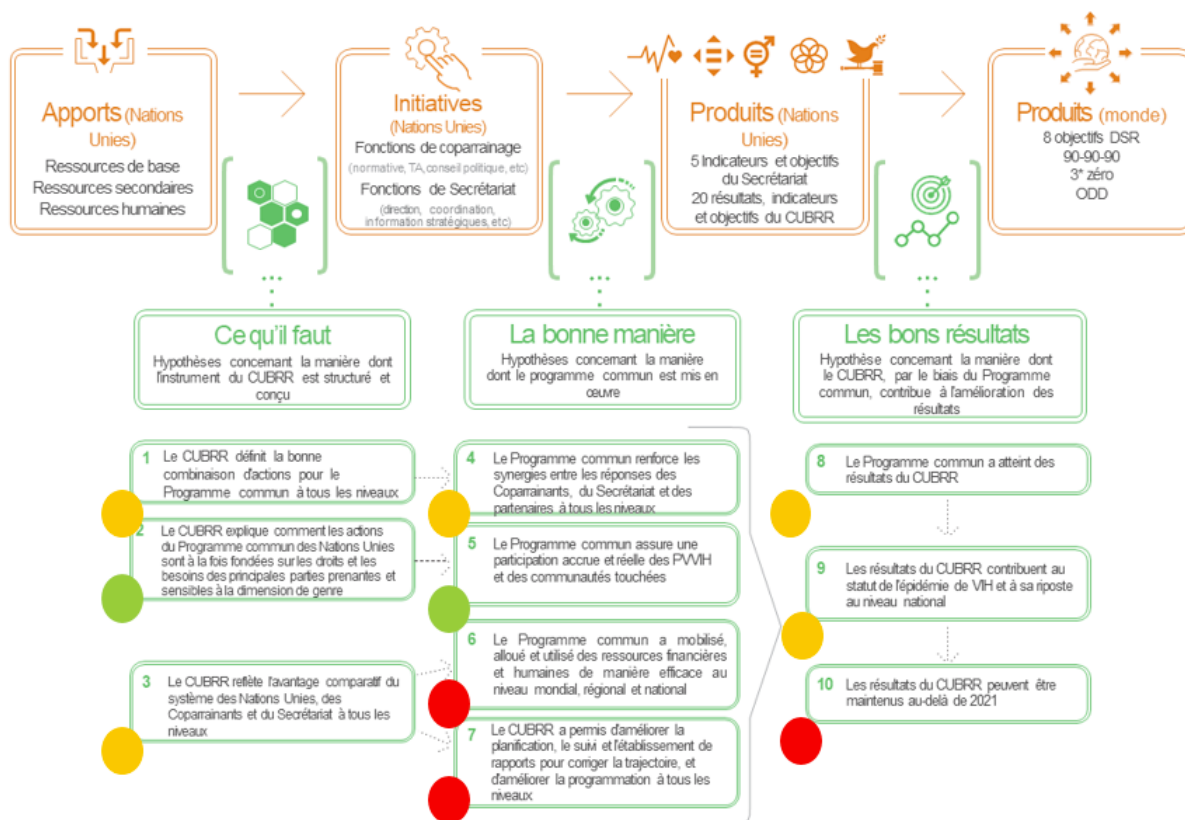 Apports (Nations
Unies)
Ressources de base
Ressources secondaires
Ressources humaines
Initiatives
(Nations Unies)
Fonctions de coparrainage
(normative, TA, conseil politique, etc)
Fonctions de Secrétariat
(direction, coordination,
information stratégiques, etc)
Produits (Nations
Unies)
5 Indicateurs et objectifs
du Secrétariat
20 résultats, indicateurs
et objectifs du CUBRR
Produits (monde)
8 objectifs DSR
90-90-90
3* zéro
ODD
Ce qu'il faut
Hypothèses concernant la manière dont
l'instrument du CUBRR est structuré et
conçu
La bonne manière
Hypothèses concernant la manière
dont le programme commun est mis en
œuvre
Les bons résultats
Hypothèse concernant la manière dont
le CUBRR, par le biais du Programme
commun, contribue à l'amélioration des
résultats
1 Le CUBRR définit la bonne
combinaison d'actions pour le
Programme commun à tous les niveaux
2 Le CUBRR explique comment les actions
du Programme commun des Nations Unies
sont à la fois fondées sur les droits et les
besoins des principales parties prenantes et
sensibles à la dimension de genre
3 Le CUBRR reflète l'avantage comparatif du
système des Nations Unies, des
Coparrainants et du Secrétariat à tous les
niveaux
4 Le Programme commun renforce les
synergies entre les réponses des
Coparrainants, du Secrétariat et des
partenaires à tous les niveaux
5 Le Programme commun assure une
participation accrue et réelle des PVVIH
et des communautés touchées
6 Le Programme commun a mobilisé,
alloué et utilisé des ressources financières
et humaines de manière efficace au
niveau mondial, régional et national
7 Le CUBRR a permis d'améliorer la
planification, le suivi et l'établissement de
rapports pour corriger la trajectoire, et
d'améliorer la programmation à tous les
niveaux
8 Le Programme commun a atteint des
résultats du CUBRR
9 Les résultats du CUBRR contribuent au
statut de l'épidémie de VIH et à sa riposte
au niveau national
10 Les résultats du CUBRR peuvent être
maintenus au-delà de 2021